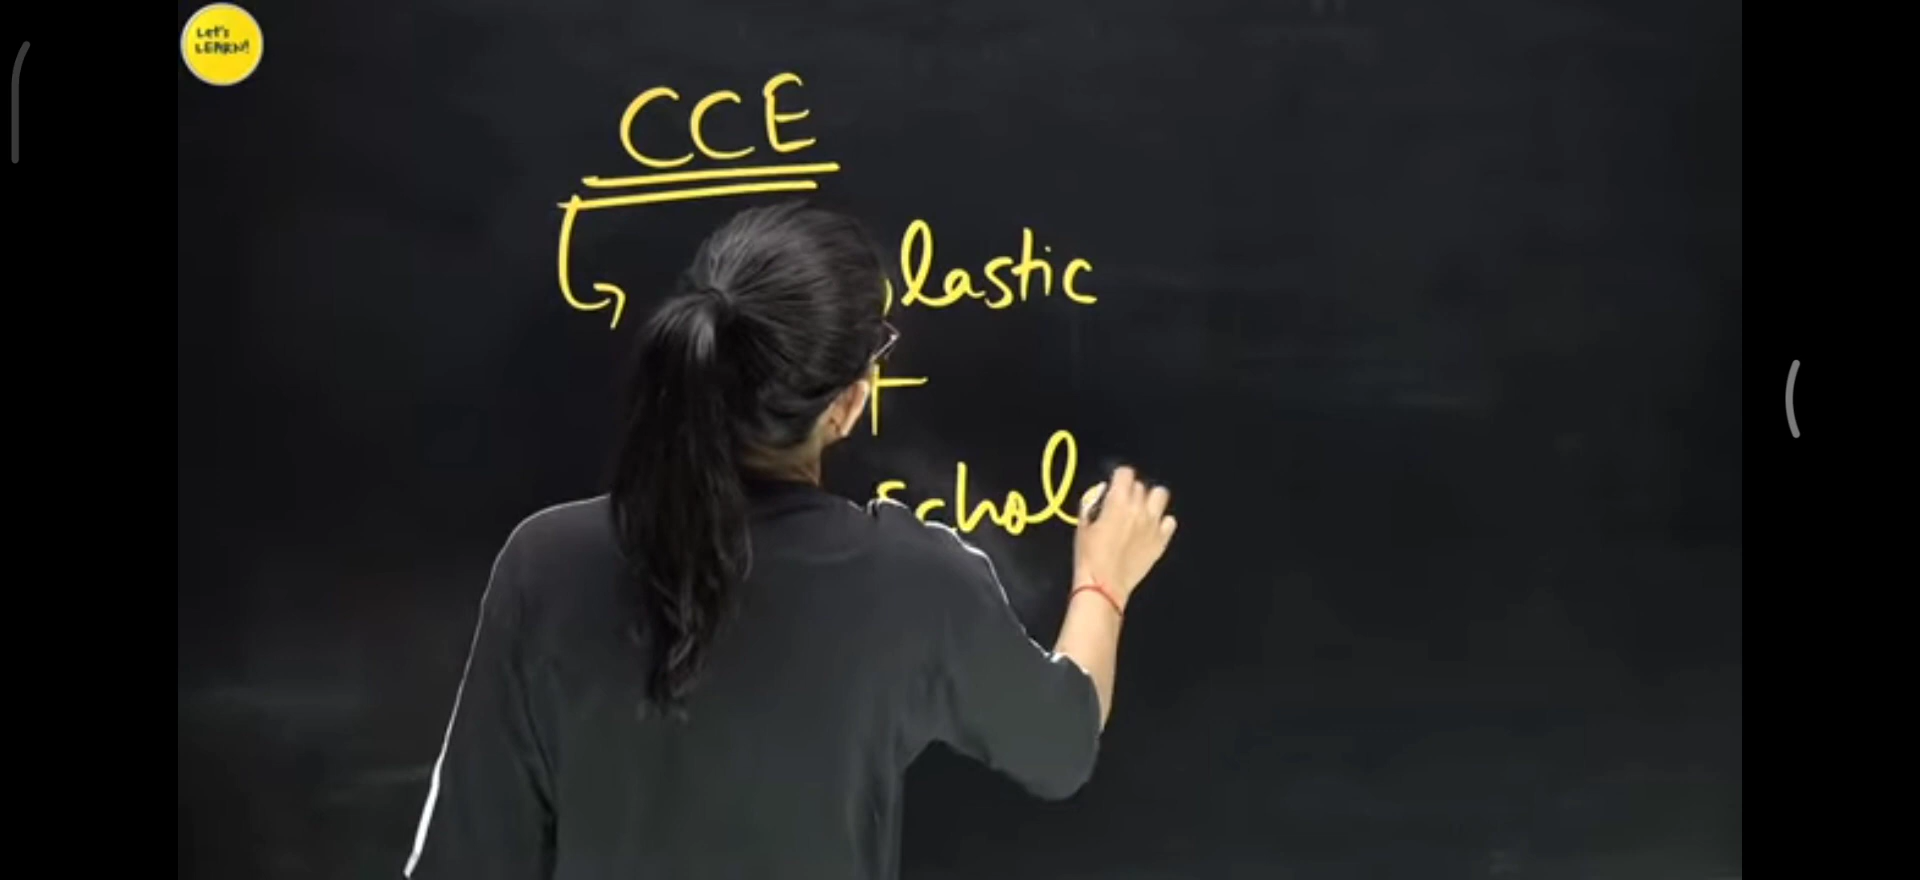 Let's
LEARN!
CCE
lastic
+
schol